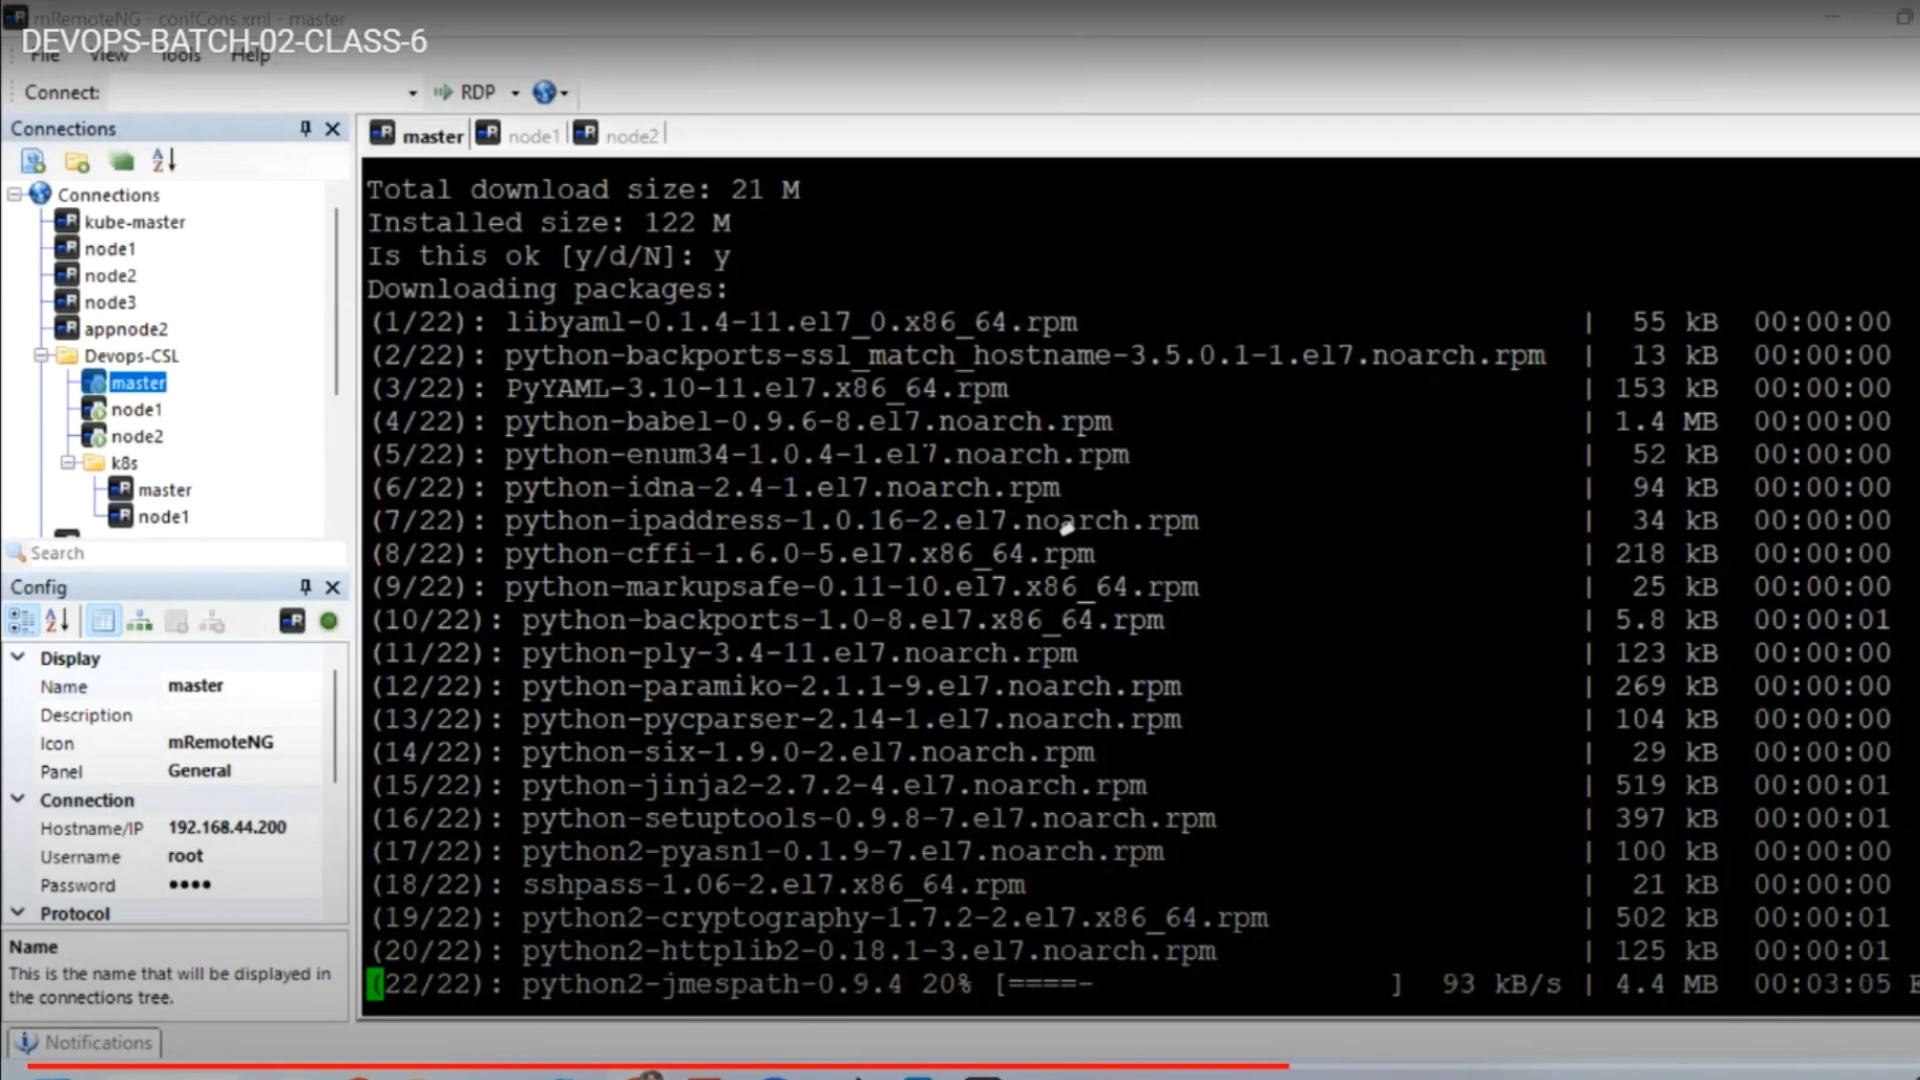 mRemoteNG - confCons.xml - master
DEVOPS-BATCH-02-CLASS-6
File View Tools Help
Connect:
RDP
Connections
master
node1
node2
Connections
kube-master
node1
node2
node3
appnode2
Devops-CSL
master
node1
node2
k8s
master
node1
Search
Config
Display
Name master
Description
Icon mRemoteNG
Panel General
Connection
Hostname/IP 192.168.44.200
Username root
Password ••••
Protocol
Name
This is the name that will be displayed in
the connections tree.
Notifications
Total download size: 21 M
Installed size: 122 M
Is this ok [y/d/N]: y
Downloading packages:
(1/22): libyaml-0.1.4-11.el7_0.x86_64.rpm | 55 kB 00:00:00
(2/22): python-backports-ssl_match_hostname-3.5.0.1-1.el7.noarch.rpm | 13 kB 00:00:00
(3/22): PyYAML-3.10-11.el7.x86_64.rpm | 153 kB 00:00:00
(4/22): python-babel-0.9.6-8.el7.noarch.rpm | 1.4 MB 00:00:00
(5/22): python-enum34-1.0.4-1.el7.noarch.rpm | 52 kB 00:00:00
(6/22): python-idna-2.4-1.el7.noarch.rpm | 94 kB 00:00:00
(7/22): python-ipaddress-1.0.16-2.el7.noarch.rpm | 34 kB 00:00:00
(8/22): python-cffi-1.6.0-5.el7.x86_64.rpm | 218 kB 00:00:00
(9/22): python-markupsafe-0.11-10.el7.x86_64.rpm | 25 kB 00:00:00
(10/22): python-backports-1.0-8.el7.x86_64.rpm | 5.8 kB 00:00:01
(11/22): python-ply-3.4-11.el7.noarch.rpm | 123 kB 00:00:00
(12/22): python-paramiko-2.1.1-9.el7.noarch.rpm | 269 kB 00:00:00
(13/22): python-pycparser-2.14-1.el7.noarch.rpm | 104 kB 00:00:00
(14/22): python-six-1.9.0-2.el7.noarch.rpm | 29 kB 00:00:00
(15/22): python-jinja2-2.7.2-4.el7.noarch.rpm | 519 kB 00:00:01
(16/22): python-setuptools-0.9.8-7.el7.noarch.rpm | 397 kB 00:00:01
(17/22): python2-pyasn1-0.1.9-7.el7.noarch.rpm | 100 kB 00:00:00
(18/22): sshpass-1.06-2.el7.x86_64.rpm | 21 kB 00:00:00
(19/22): python2-cryptography-1.7.2-2.el7.x86_64.rpm | 502 kB 00:00:01
(20/22): python2-httplib2-0.18.1-3.el7.noarch.rpm | 125 kB 00:00:01
(22/22): python2-jmespath-0.9.4 20% [====- ] 93 kB/s | 4.4 MB 00:03:05 E